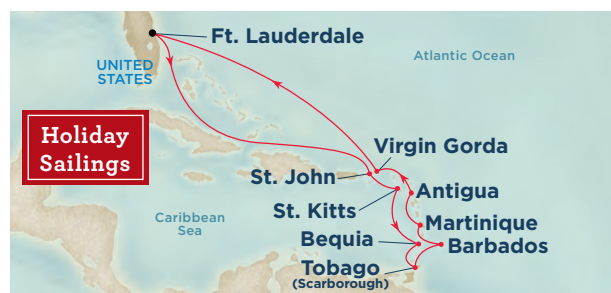 Ft. Lauderdale
Atlantic Ocean
UNITED
STATES
Holiday
Sailings
Virgin Gorda
St. John
Antigua
St. Kitts
Caribbean
Sea
Martinique
Bequia
Barbados
Tobago
(Scarborough)